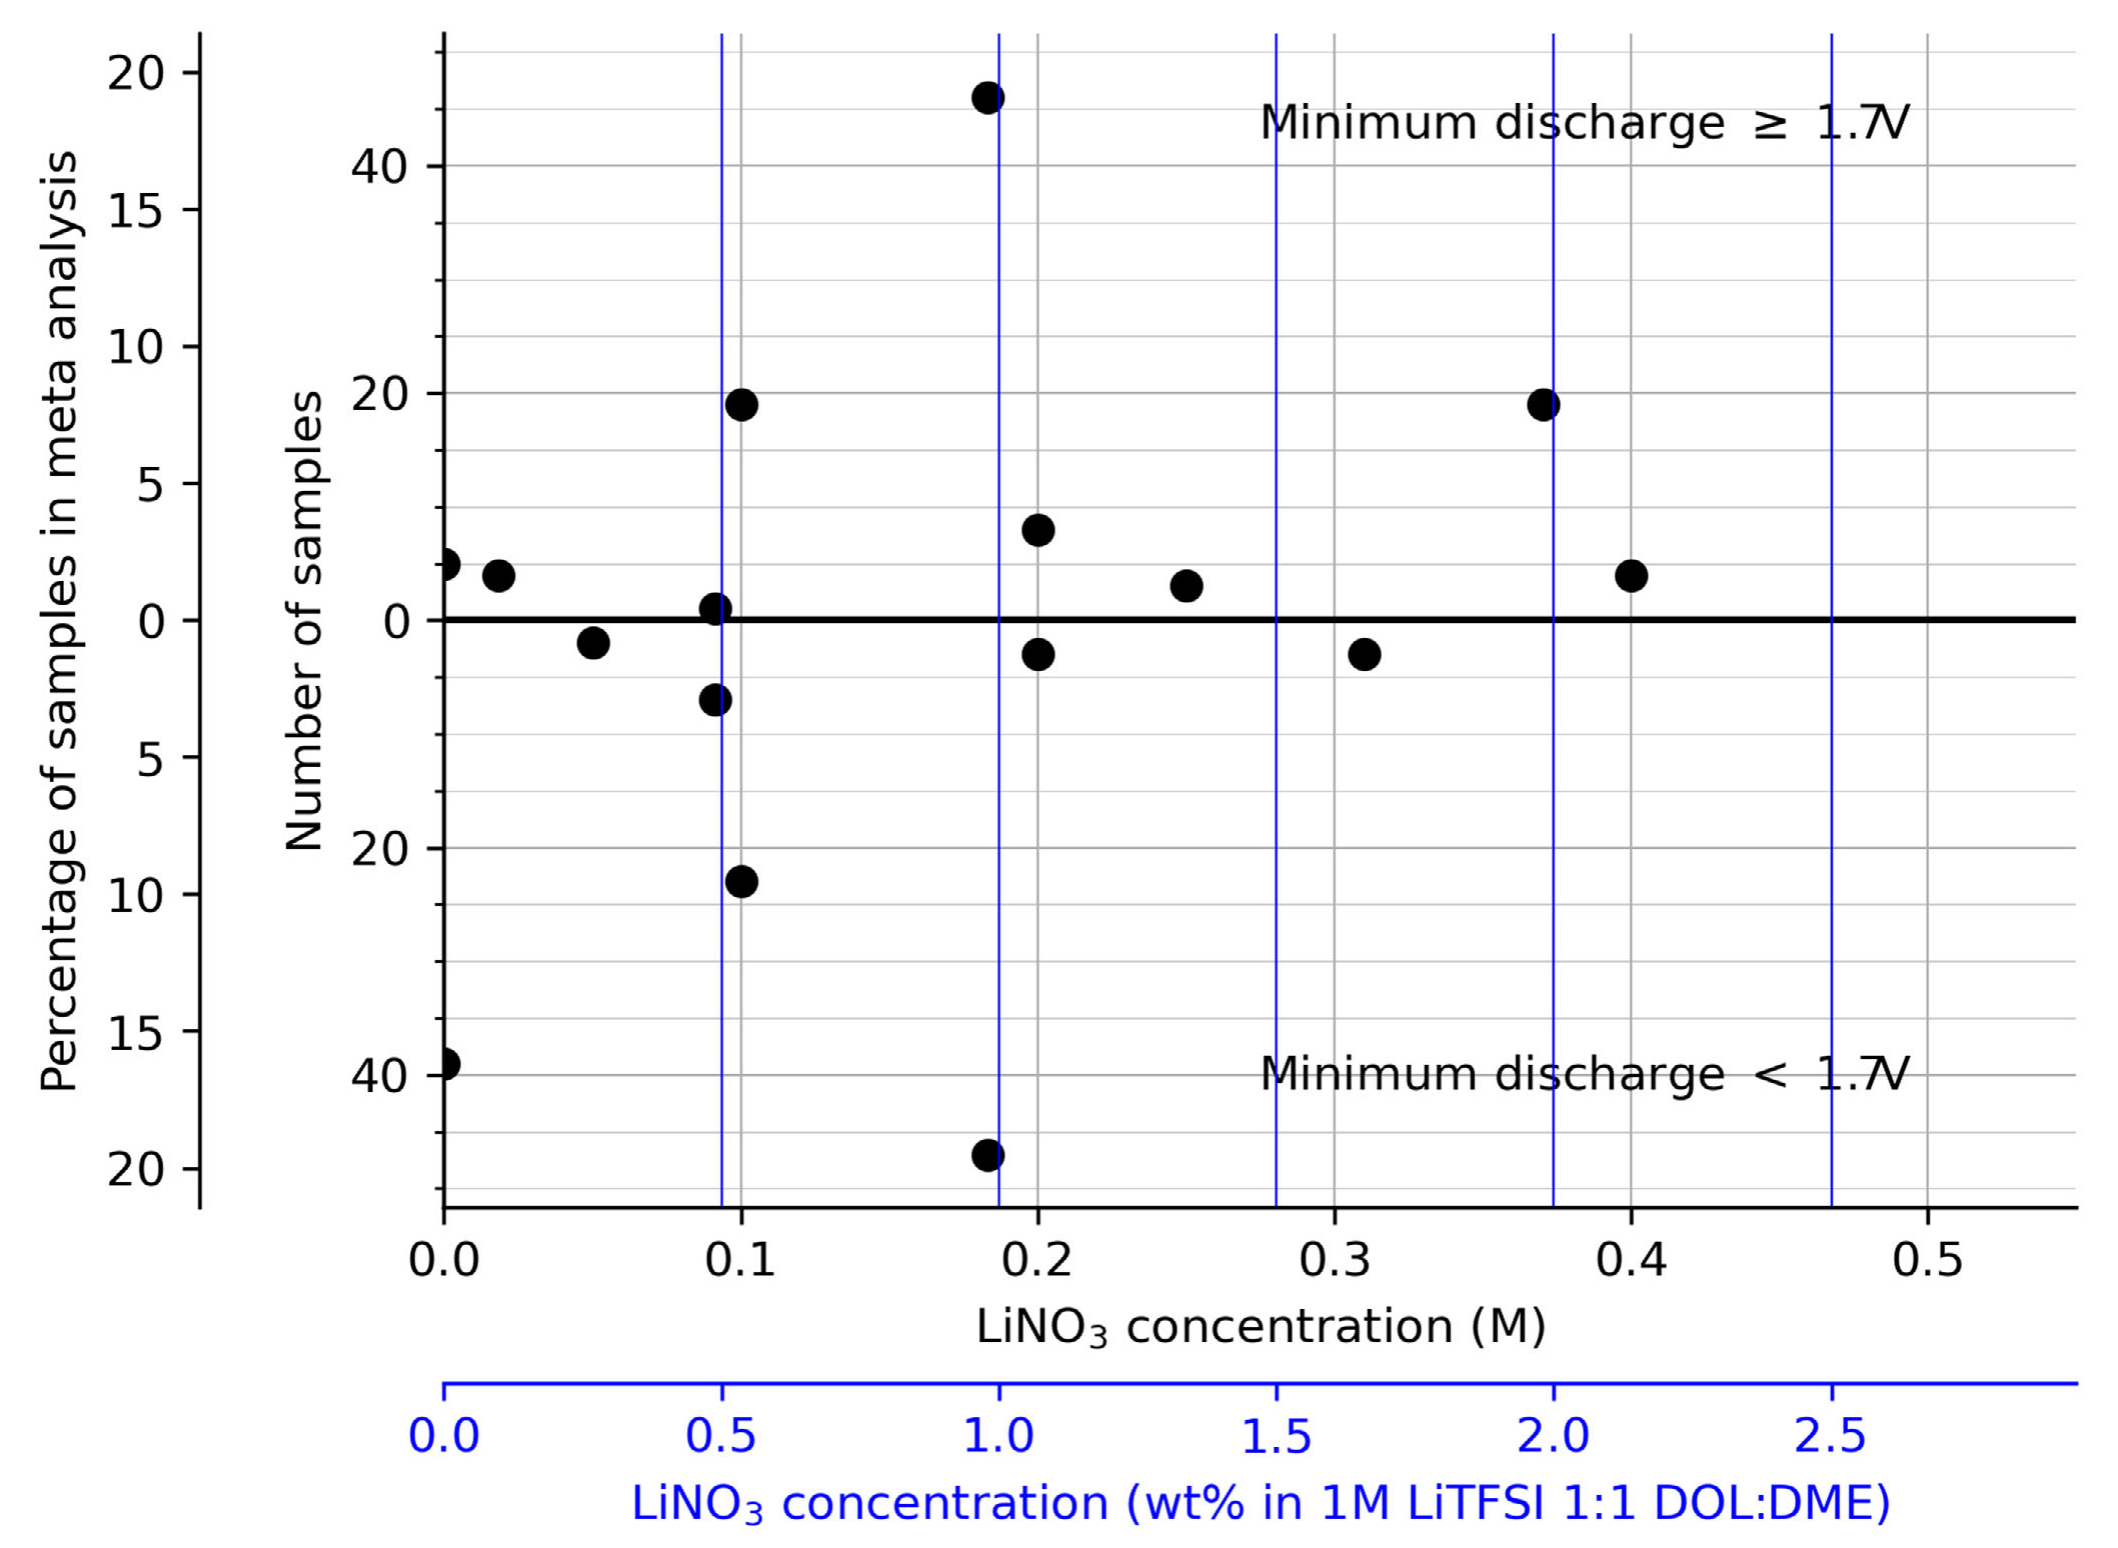 Percentage of samples in meta analysis
20
15
10
5
0
5
10
15
20
Number of samples
40
20
0
20
40
Minimum discharge ≥ 1.7V
Minimum discharge < 1.7V
0.0 0.1 0.2 0.3 0.4 0.5
LiNO₃ concentration (M)
0.0 0.5 1.0 1.5 2.0 2.5
LiNO₃ concentration (wt% in 1M LiTFSI 1:1 DOL:DME)